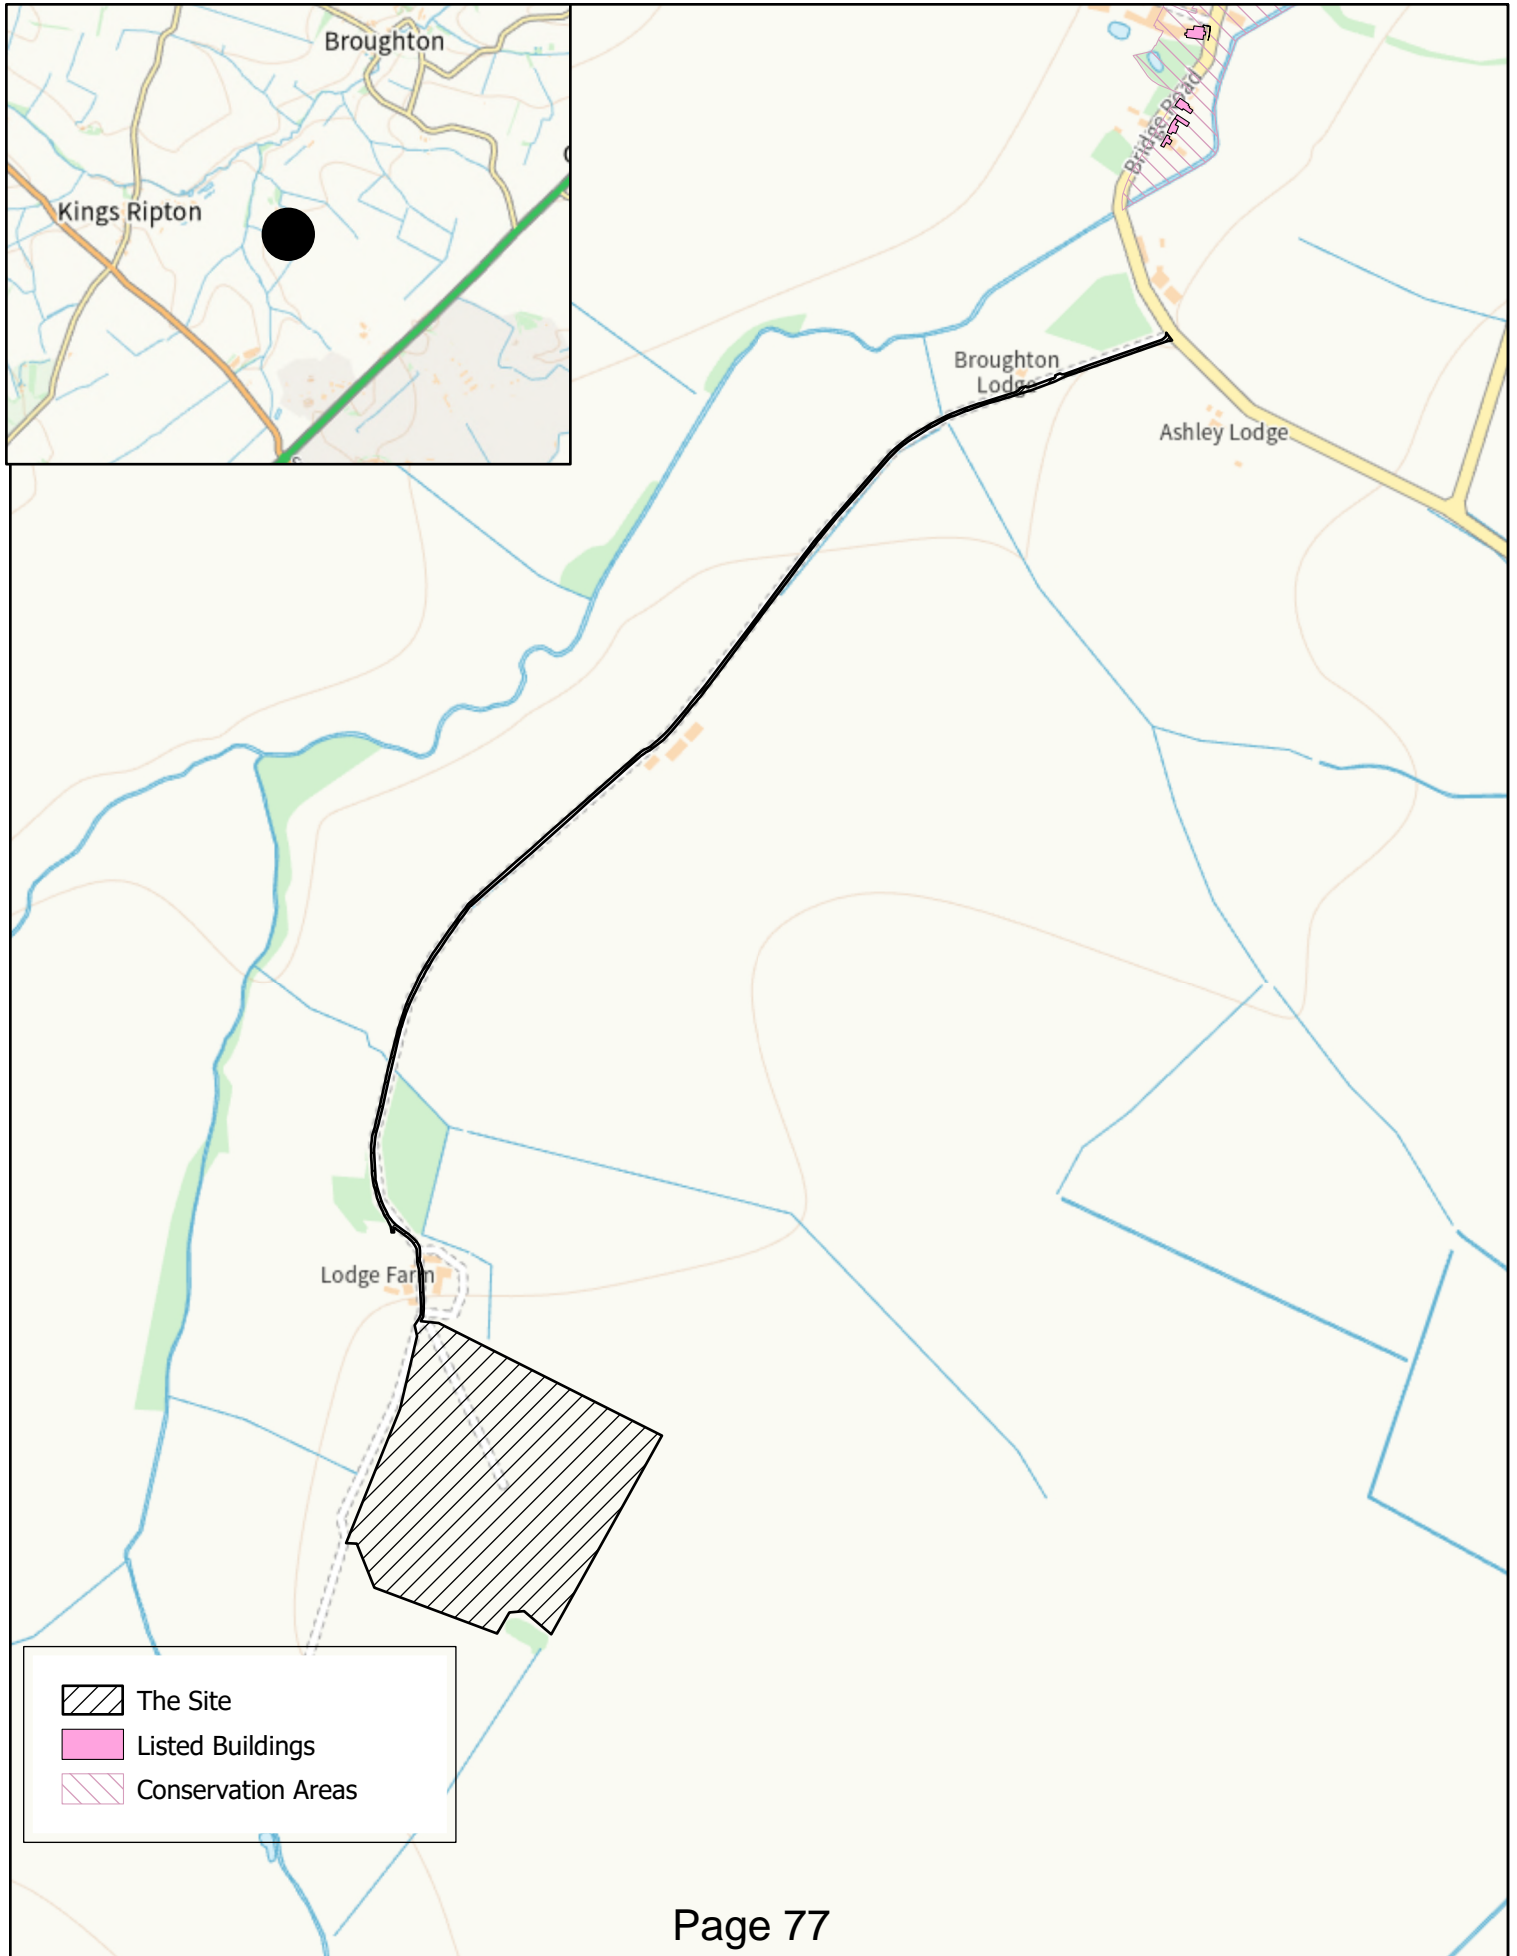 Broughton
Kings Ripton
Bridge Road
Broughton
Lodge
Ashley Lodge
Lodge Farm
The Site
Listed Buildings
Conservation Areas
Page 77